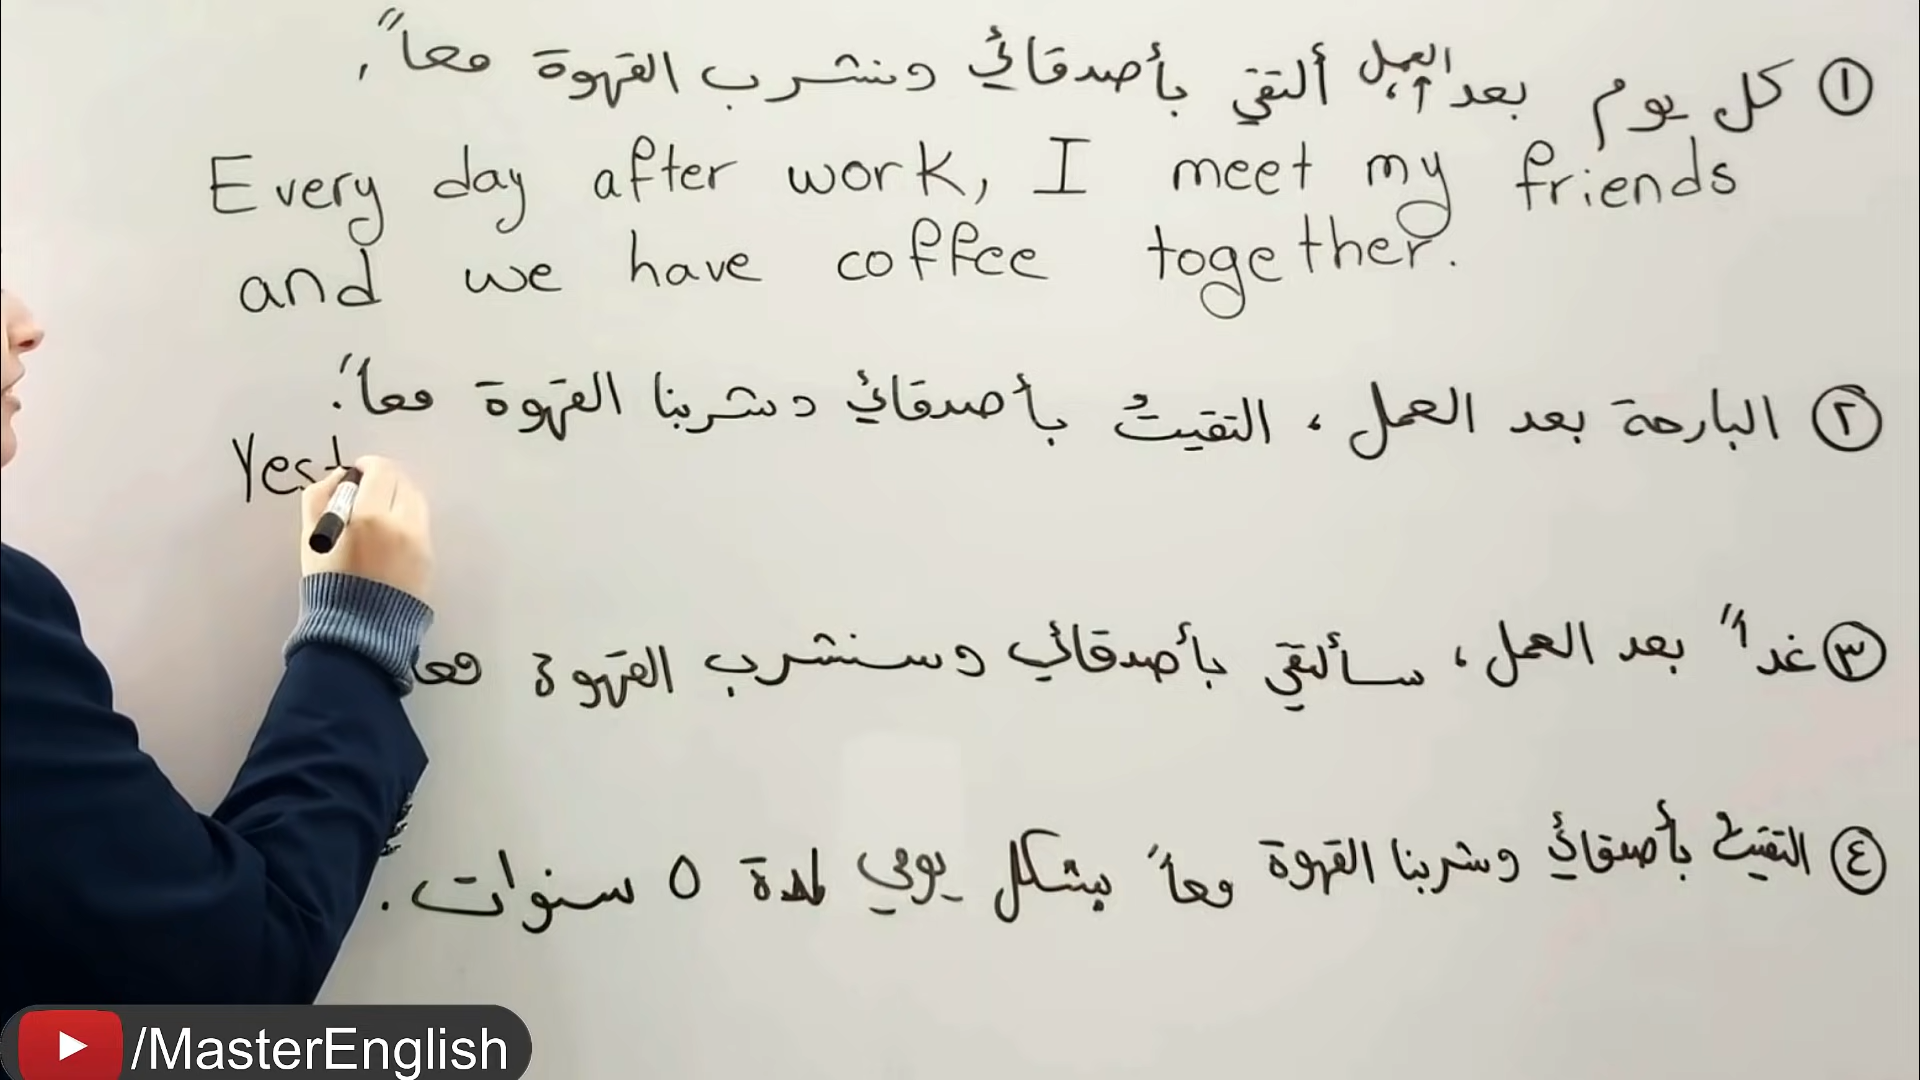 ١ كل يوم بعد العمل، ألتقي بأصدقائي ونشرب القهوة معاً.
Every day after work, I meet my friends
and we have coffee together.
٢ البارحة بعد العمل، التقيتُ بأصدقائي وشربنا القهوة معاً.
Yest
٣ غداً بعد العمل، سألتقي بأصدقائي وسنشرب القهوة معا
٤ التقيتُ بأصدقائي وشربنا القهوة معاً بشكل يومي لمدة ٥ سنوات.
/MasterEnglish